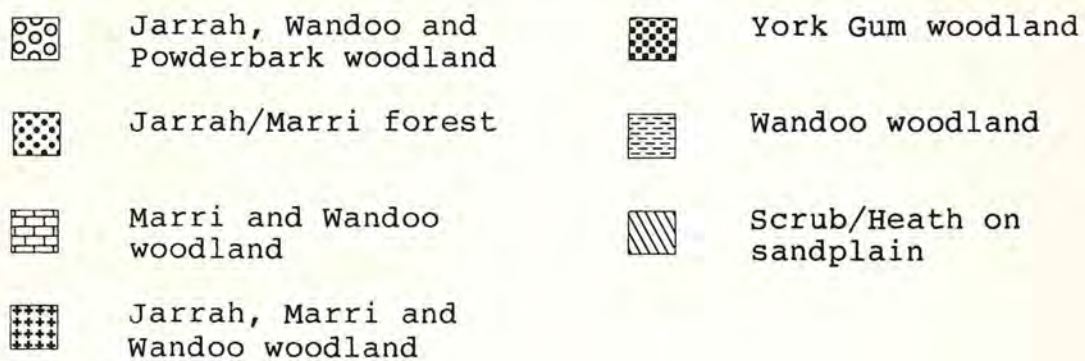 Jarrah, Wandoo and
Powderbark woodland
Jarrah/Marri forest
Marri and Wandoo
woodland
Jarrah, Marri and
Wandoo woodland
York Gum woodland
Wandoo woodland
Scrub/Heath on
sandplain